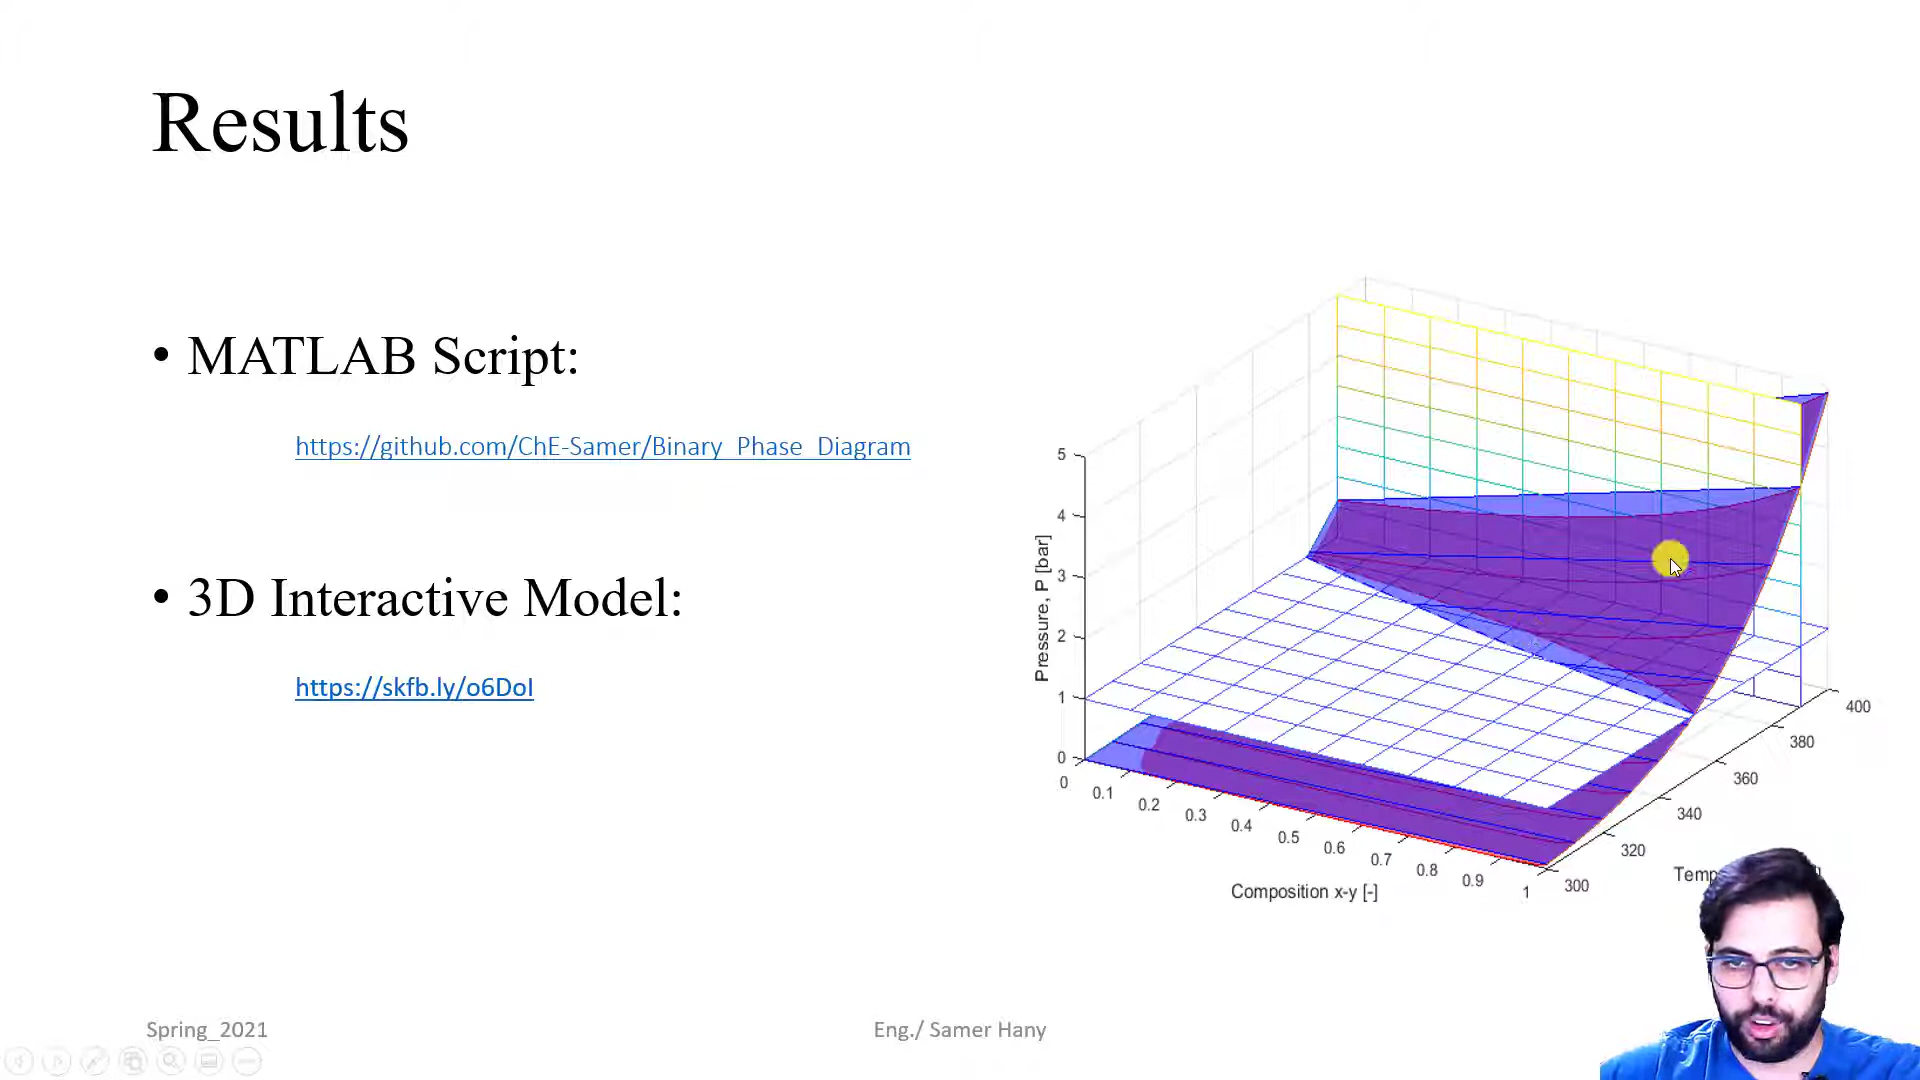 Results
• MATLAB Script:
https://github.com/ChE-Samer/Binary_Phase_Diagram
• 3D Interactive Model:
https://skfb.ly/o6DoI
Pressure, P [bar]
5
4
3
2
1
0
0
0.1
0.2
0.3
0.4
0.5
0.6
0.7
0.8
0.9
1
Composition x-y [-]
300
320
340
360
380
400
Spring_2021
Eng./ Samer Hany